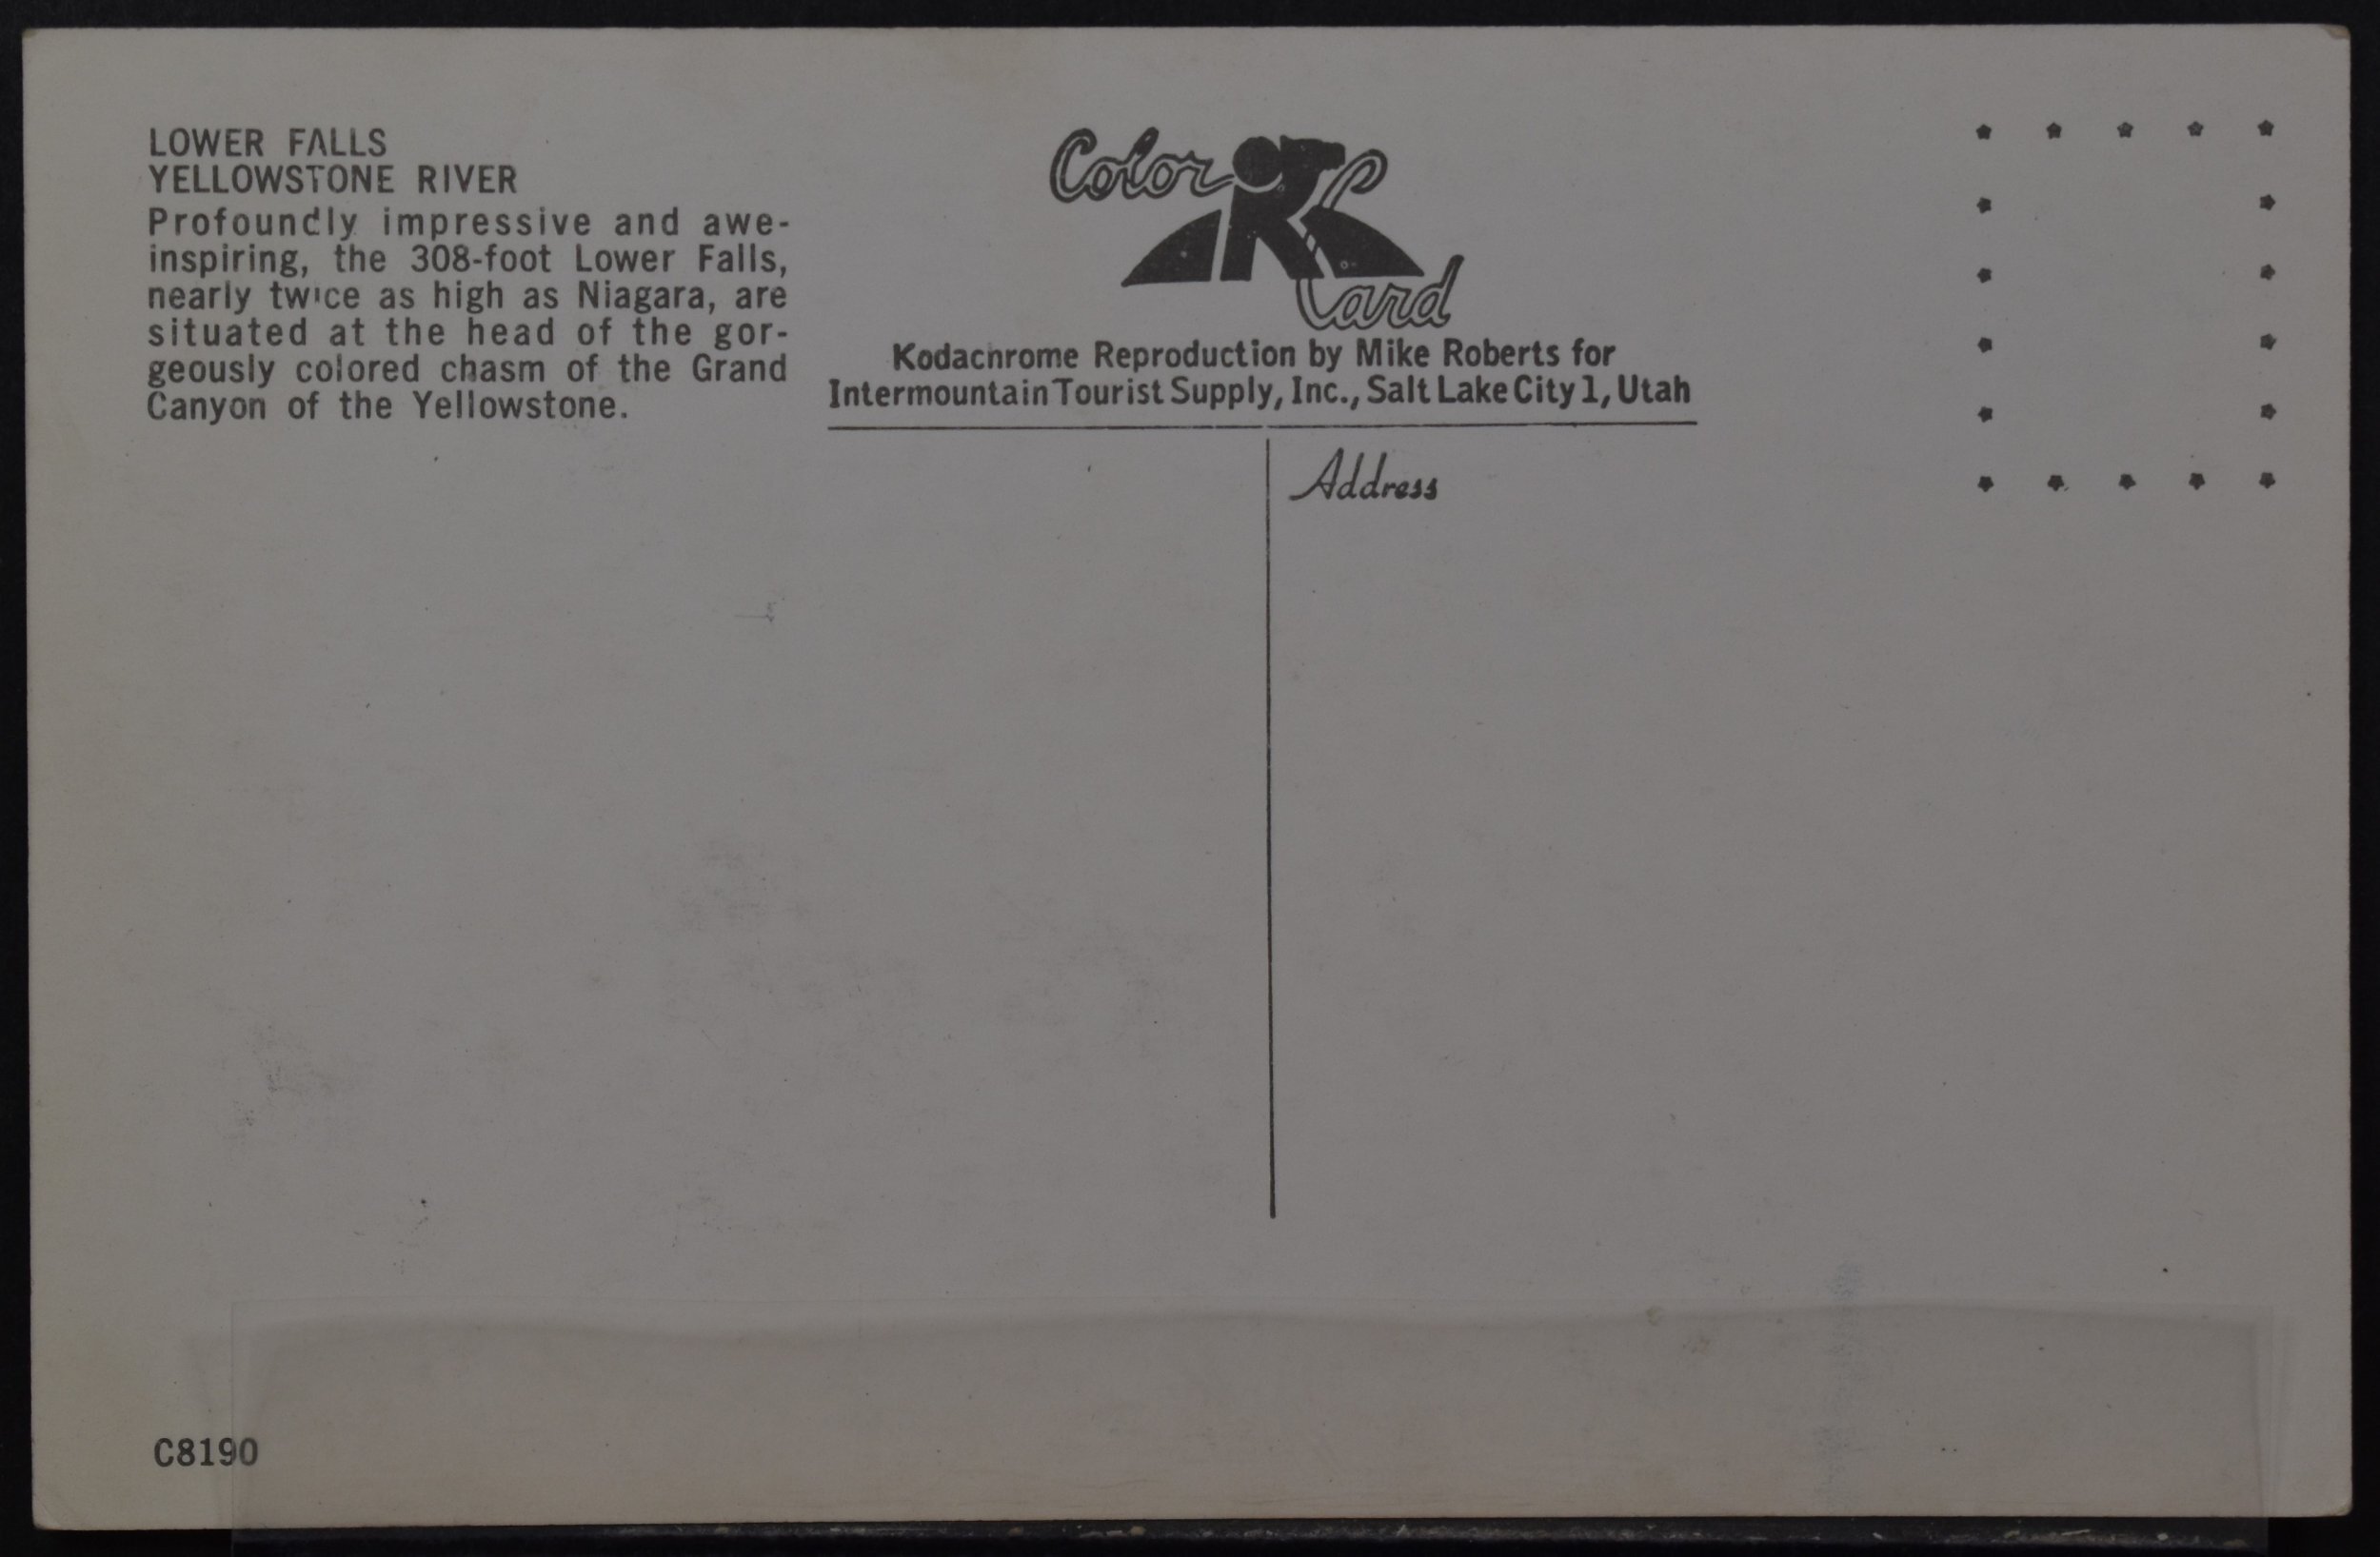 LOWER FALLS
YELLOWSTONE RIVER
Profoundly impressive and awe-
inspiring, the 308-foot Lower Falls,
nearly twice as high as Niagara, are
situated at the head of the gor-
geously colored chasm of the Grand
Canyon of the Yellowstone.
Color
Card
Kodachrome Reproduction by Mike Roberts for
Intermountain Tourist Supply, Inc., Salt Lake City 1, Utah
Address
C8190